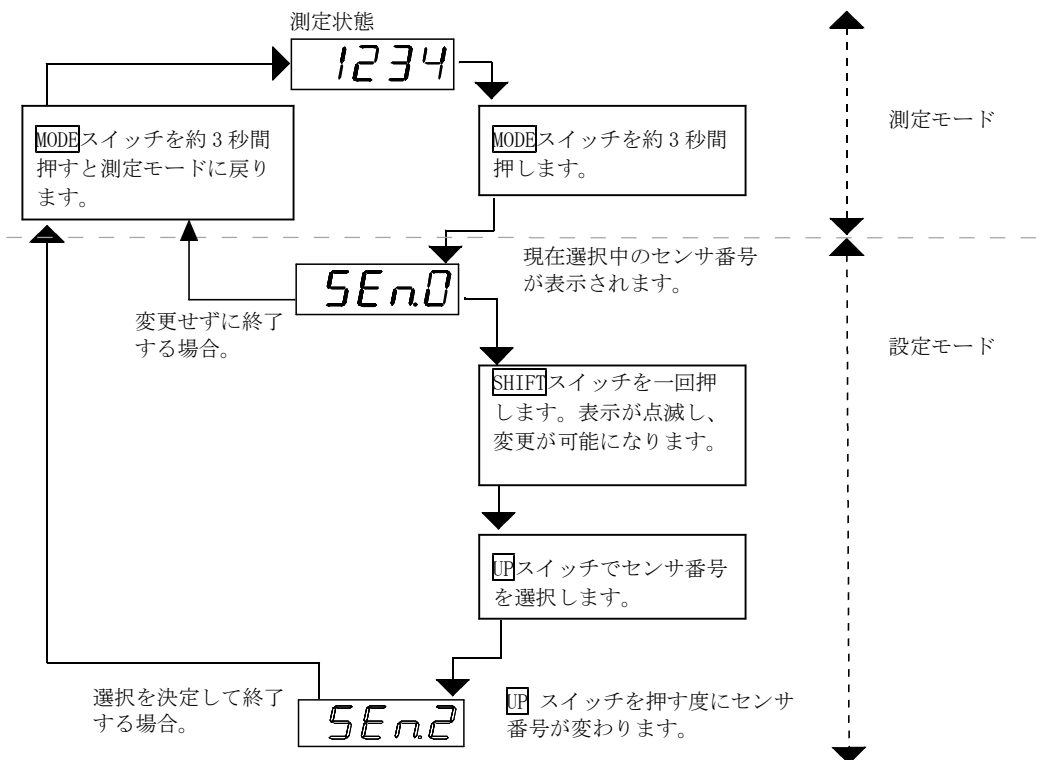 測定状態
1234
MODEスイッチを約3秒間
押すと測定モードに戻り
ます。
MODEスイッチを約3秒間
押します。
測定モード
現在選択中のセンサ番号
が表示されます。
SEn.0
変更せずに終了
する場合。
設定モード
SHIFTスイッチを一回押
します。表示が点滅し、
変更が可能になります。
UPスイッチでセンサ番号
を選択します。
選択を決定して終了
する場合。
SEn.2
UP スイッチを押す度にセンサ
番号が変わります。